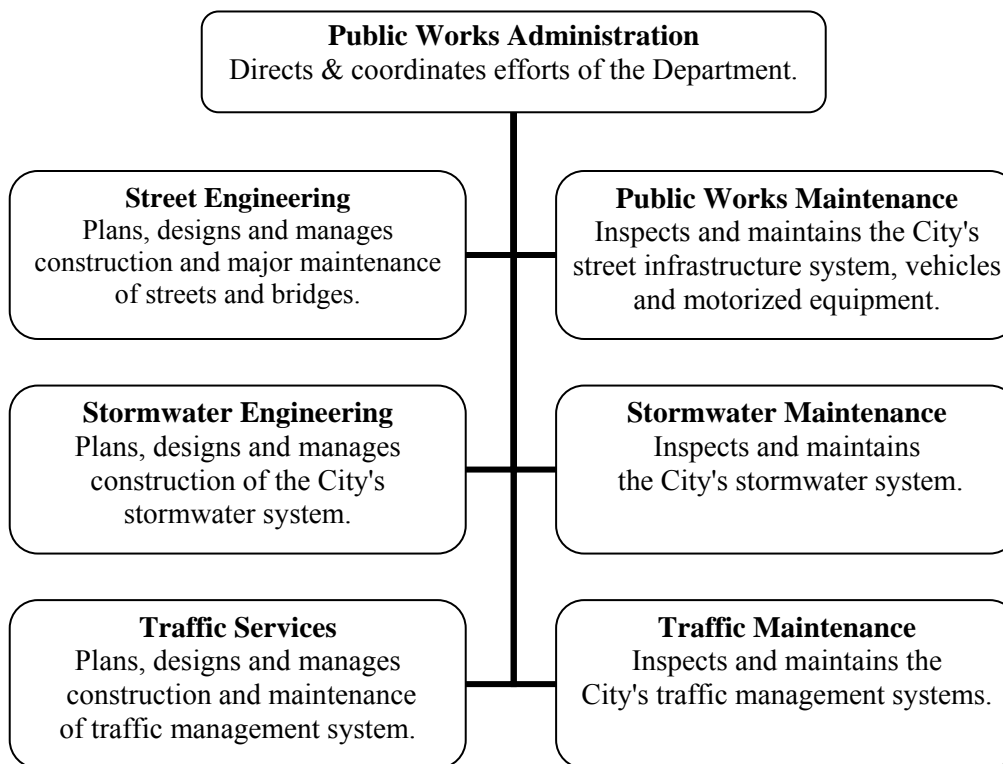 Public Works Administration
Directs & coordinates efforts of the Department.
Street Engineering
Plans, designs and manages
construction and major maintenance
of streets and bridges.
Public Works Maintenance
Inspects and maintains the City's
street infrastructure system, vehicles
and motorized equipment.
Stormwater Engineering
Plans, designs and manages
construction of the City's
stormwater system.
Stormwater Maintenance
Inspects and maintains
the City's stormwater system.
Traffic Services
Plans, designs and manages
construction and maintenance
of traffic management system.
Traffic Maintenance
Inspects and maintains the
City's traffic management systems.